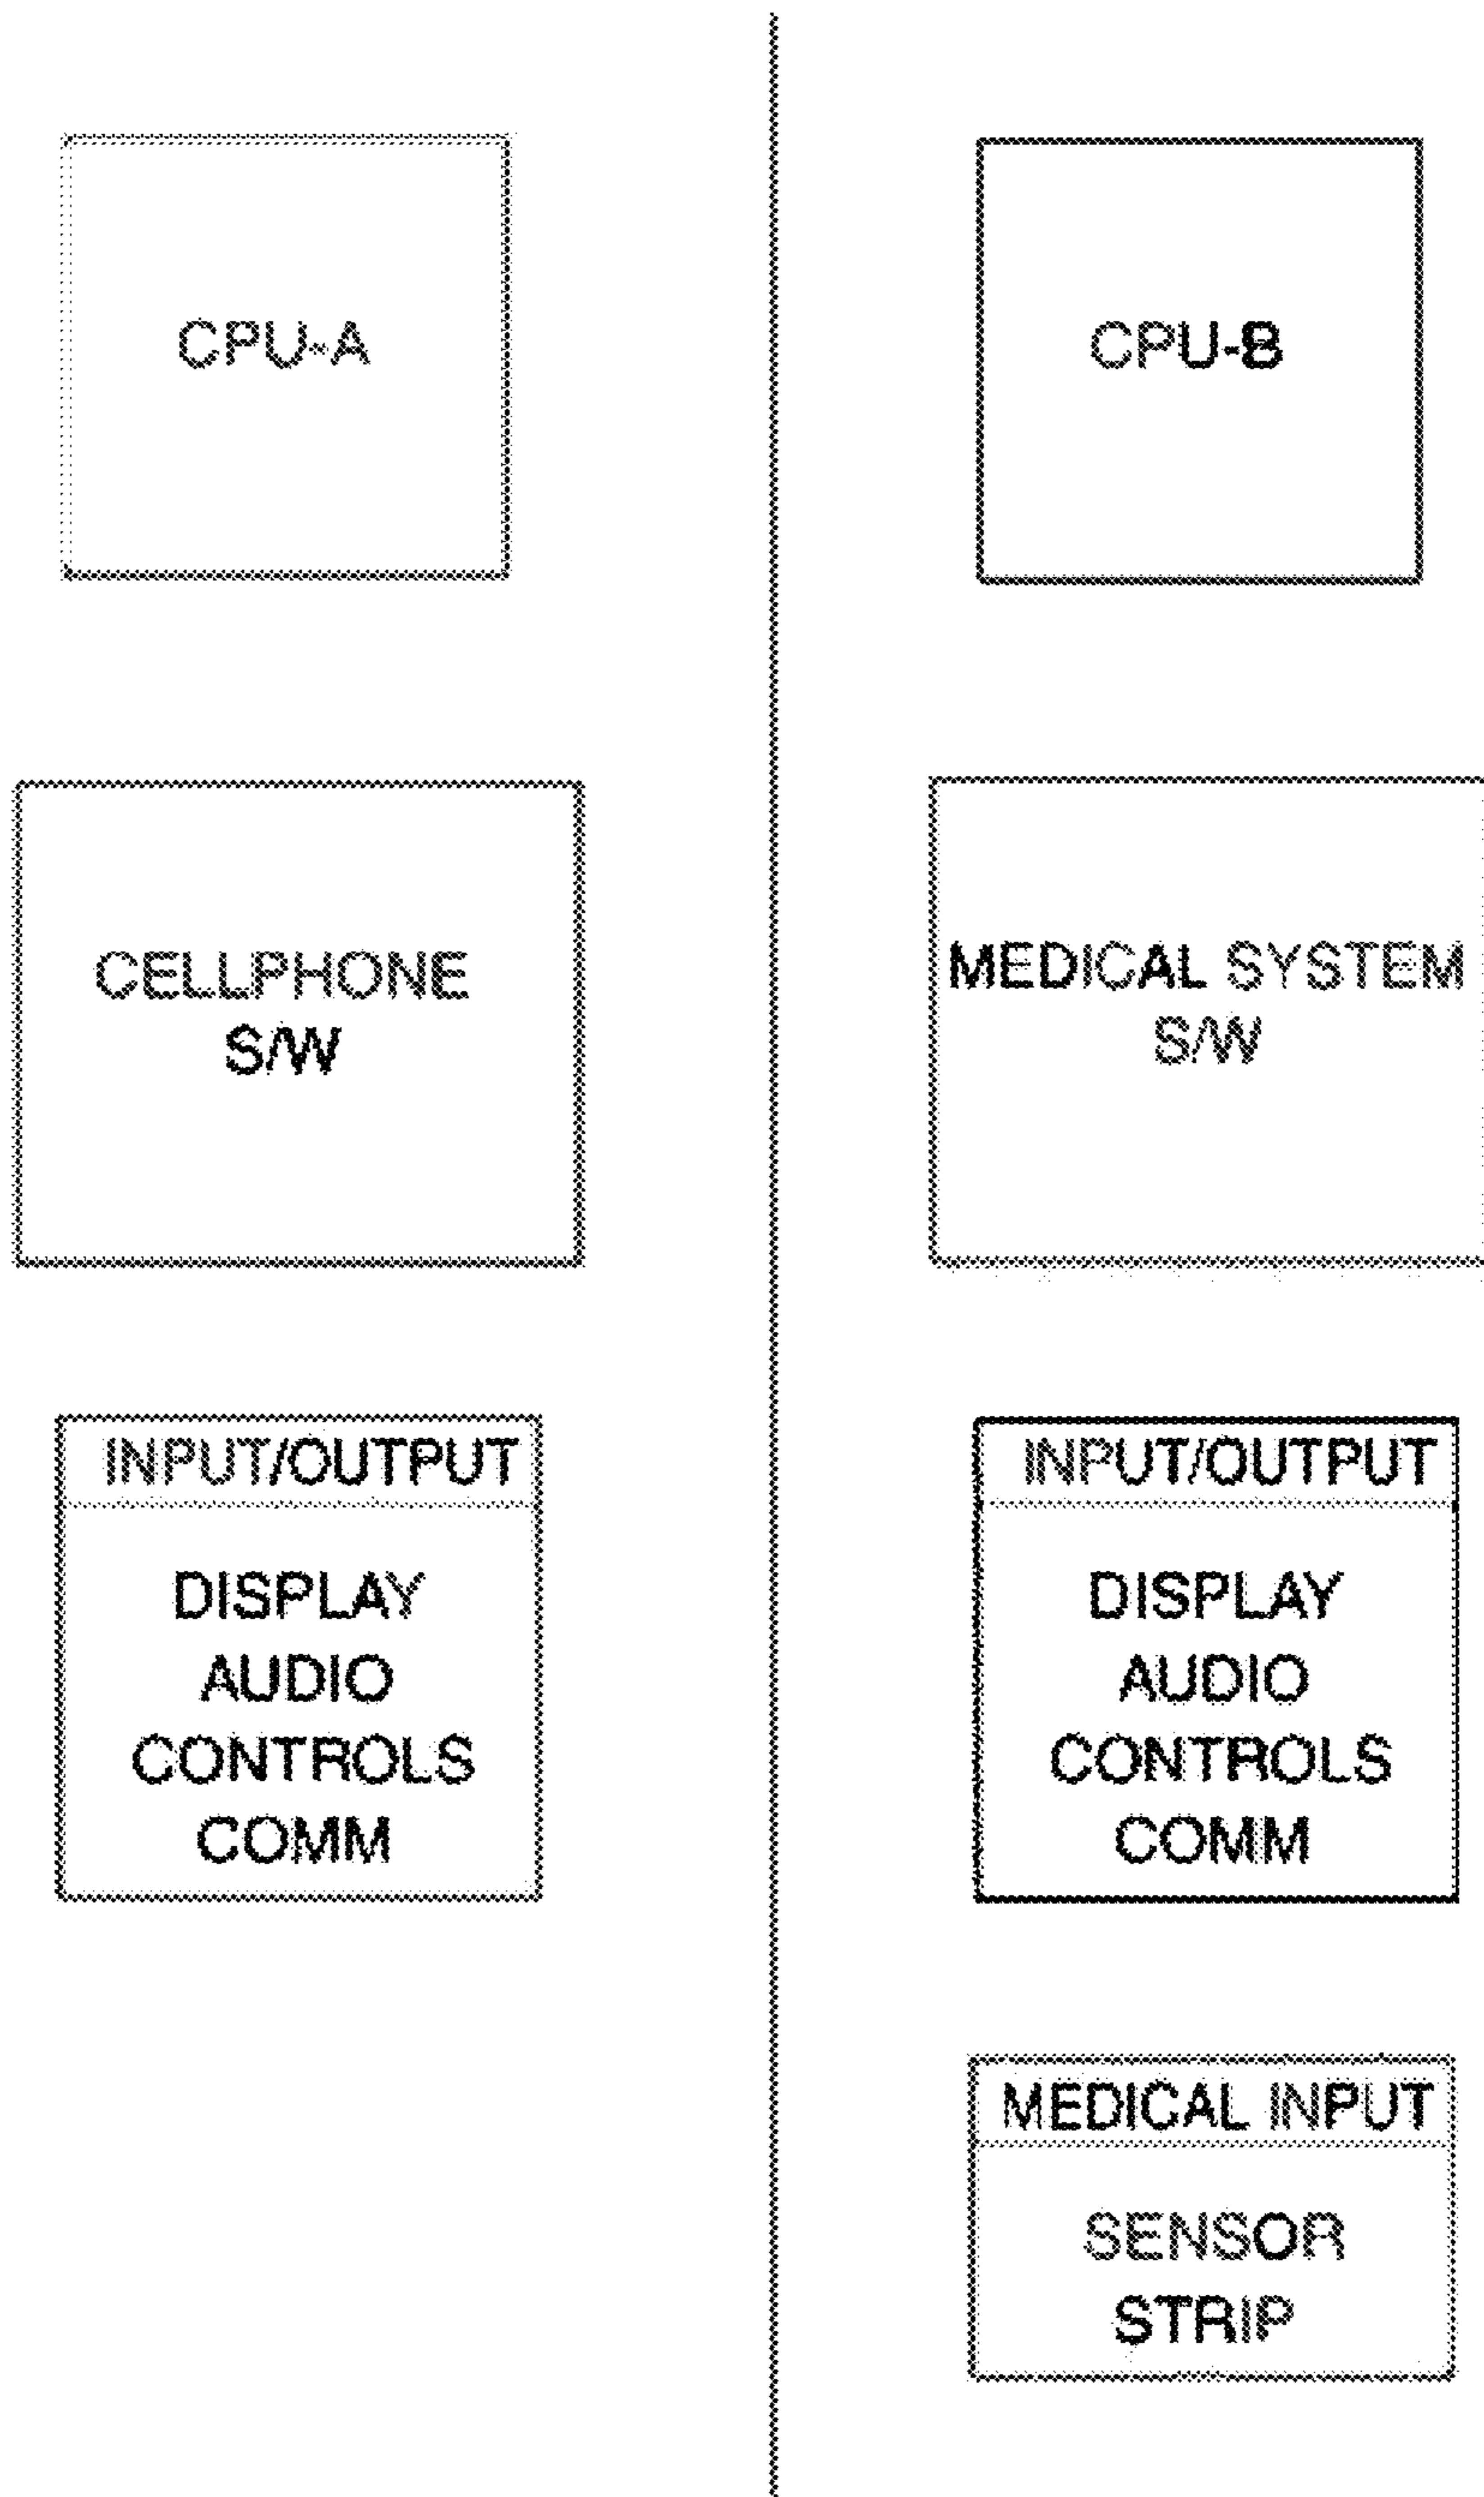 CPU-A
CELLPHONE
S/W
INPUT/OUTPUT
DISPLAY
AUDIO
CONTROLS
COMM
CPU-B
MEDICAL SYSTEM
S/W
INPUT/OUTPUT
DISPLAY
AUDIO
CONTROLS
COMM
MEDICAL INPUT
SENSOR
STRIP